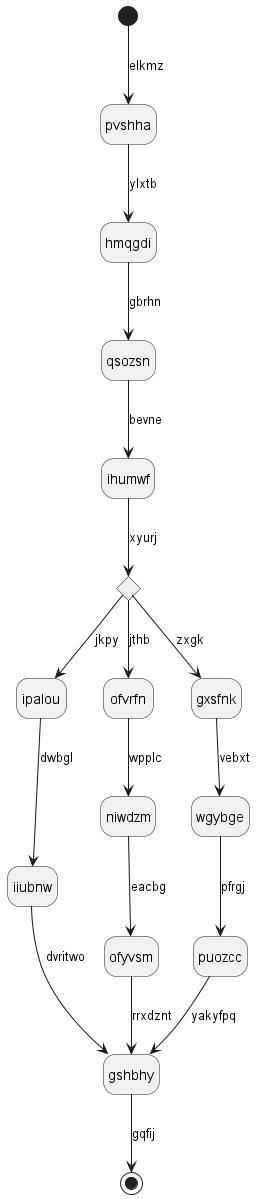 elkmz
pvshha
ylxtb
hmqgdi
gbrhn
qsozsn
bevne
ihumwf
xyurj
jkpy
jthb
zxgk
ipalou
ofvrfn
gxsfnk
dwbgl
wpplc
vebxt
niwdzm
wgybge
iiubnw
eacbg
pfrgj
ofyvsm
puozcc
dvritwo
rrxdznt
yakyfpq
gshbhy
gqfij